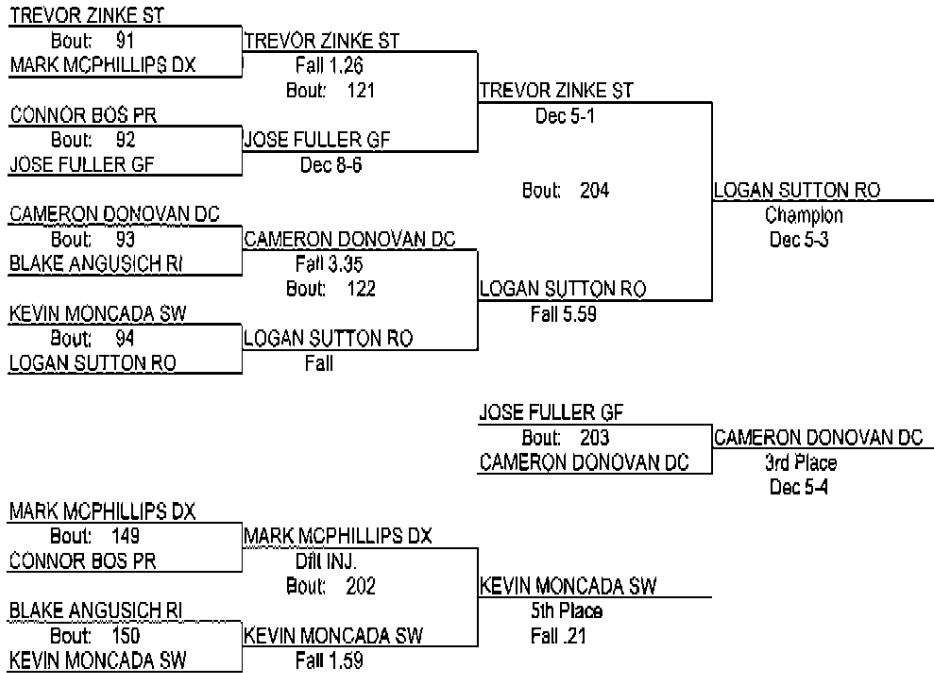 TREVOR ZINKE ST
Bout: 91
MARK MCPHILLIPS DX
TREVOR ZINKE ST
Fall 1.26
Bout: 121
CONNOR BOS PR
Bout: 92
JOSE FULLER GF
JOSE FULLER GF
Dec 8-6
TREVOR ZINKE ST
Dec 5-1
Bout: 204
LOGAN SUTTON RO
Champion
Dec 5-3
CAMERON DONOVAN DC
Bout: 93
BLAKE ANGUSICH RI
CAMERON DONOVAN DC
Fall 3.35
Bout: 122
KEVIN MONCADA SW
Bout: 94
LOGAN SUTTON RO
LOGAN SUTTON RO
Fall
LOGAN SUTTON RO
Fall 5.59
JOSE FULLER GF
Bout: 203
CAMERON DONOVAN DC
CAMERON DONOVAN DC
3rd Place
Dec 5-4
MARK MCPHILLIPS DX
Bout: 149
CONNOR BOS PR
MARK MCPHILLIPS DX
Dflt INJ.
Bout: 202
BLAKE ANGUSICH RI
Bout: 150
KEVIN MONCADA SW
KEVIN MONCADA SW
Fall 1.59
KEVIN MONCADA SW
5th Place
Fall .21